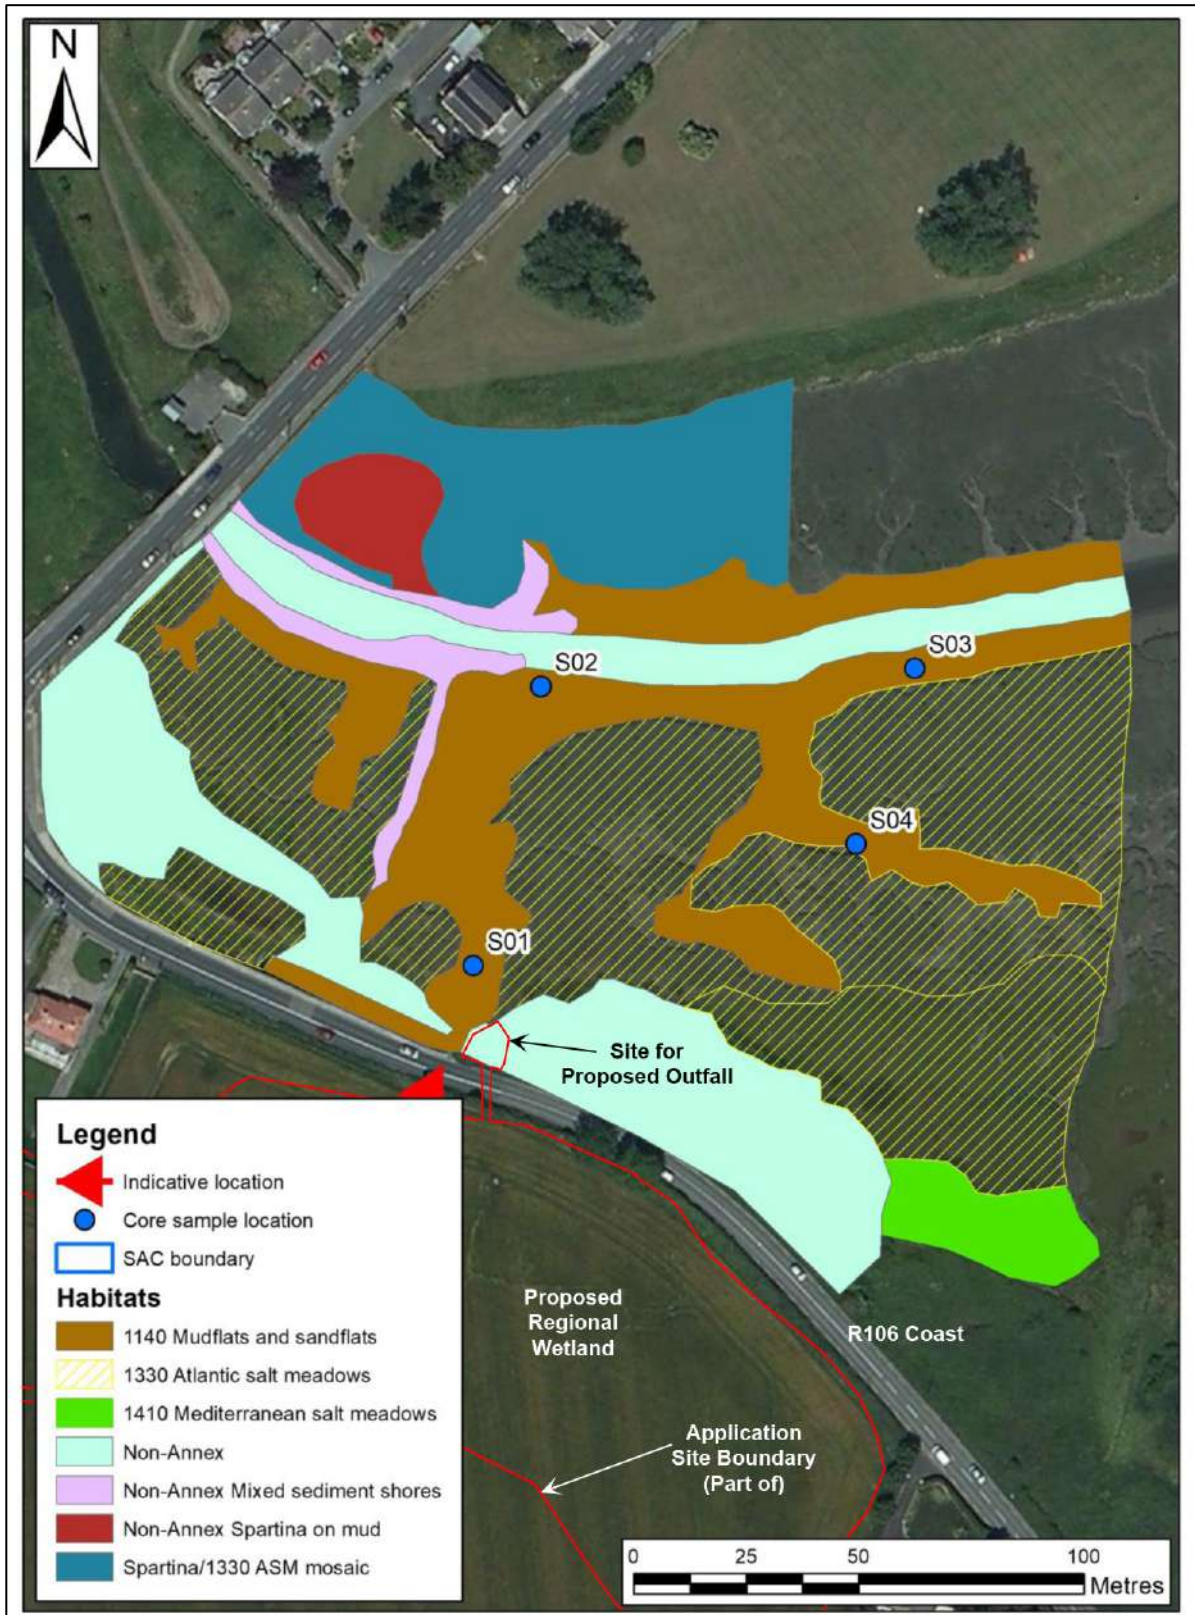 N
S02
S03
S04
S01
Site for
Proposed Outfall
Proposed
Regional
Wetland
R106 Coast
Application
Site Boundary
(Part of)
Legend
Indicative location
Core sample location
SAC boundary
Habitats
1140 Mudflats and sandflats
1330 Atlantic salt meadows
1410 Mediterranean salt meadows
Non-Annex
Non-Annex Mixed sediment shores
Non-Annex Spartina on mud
Spartina/1330 ASM mosaic
0 25 50 100
Metres